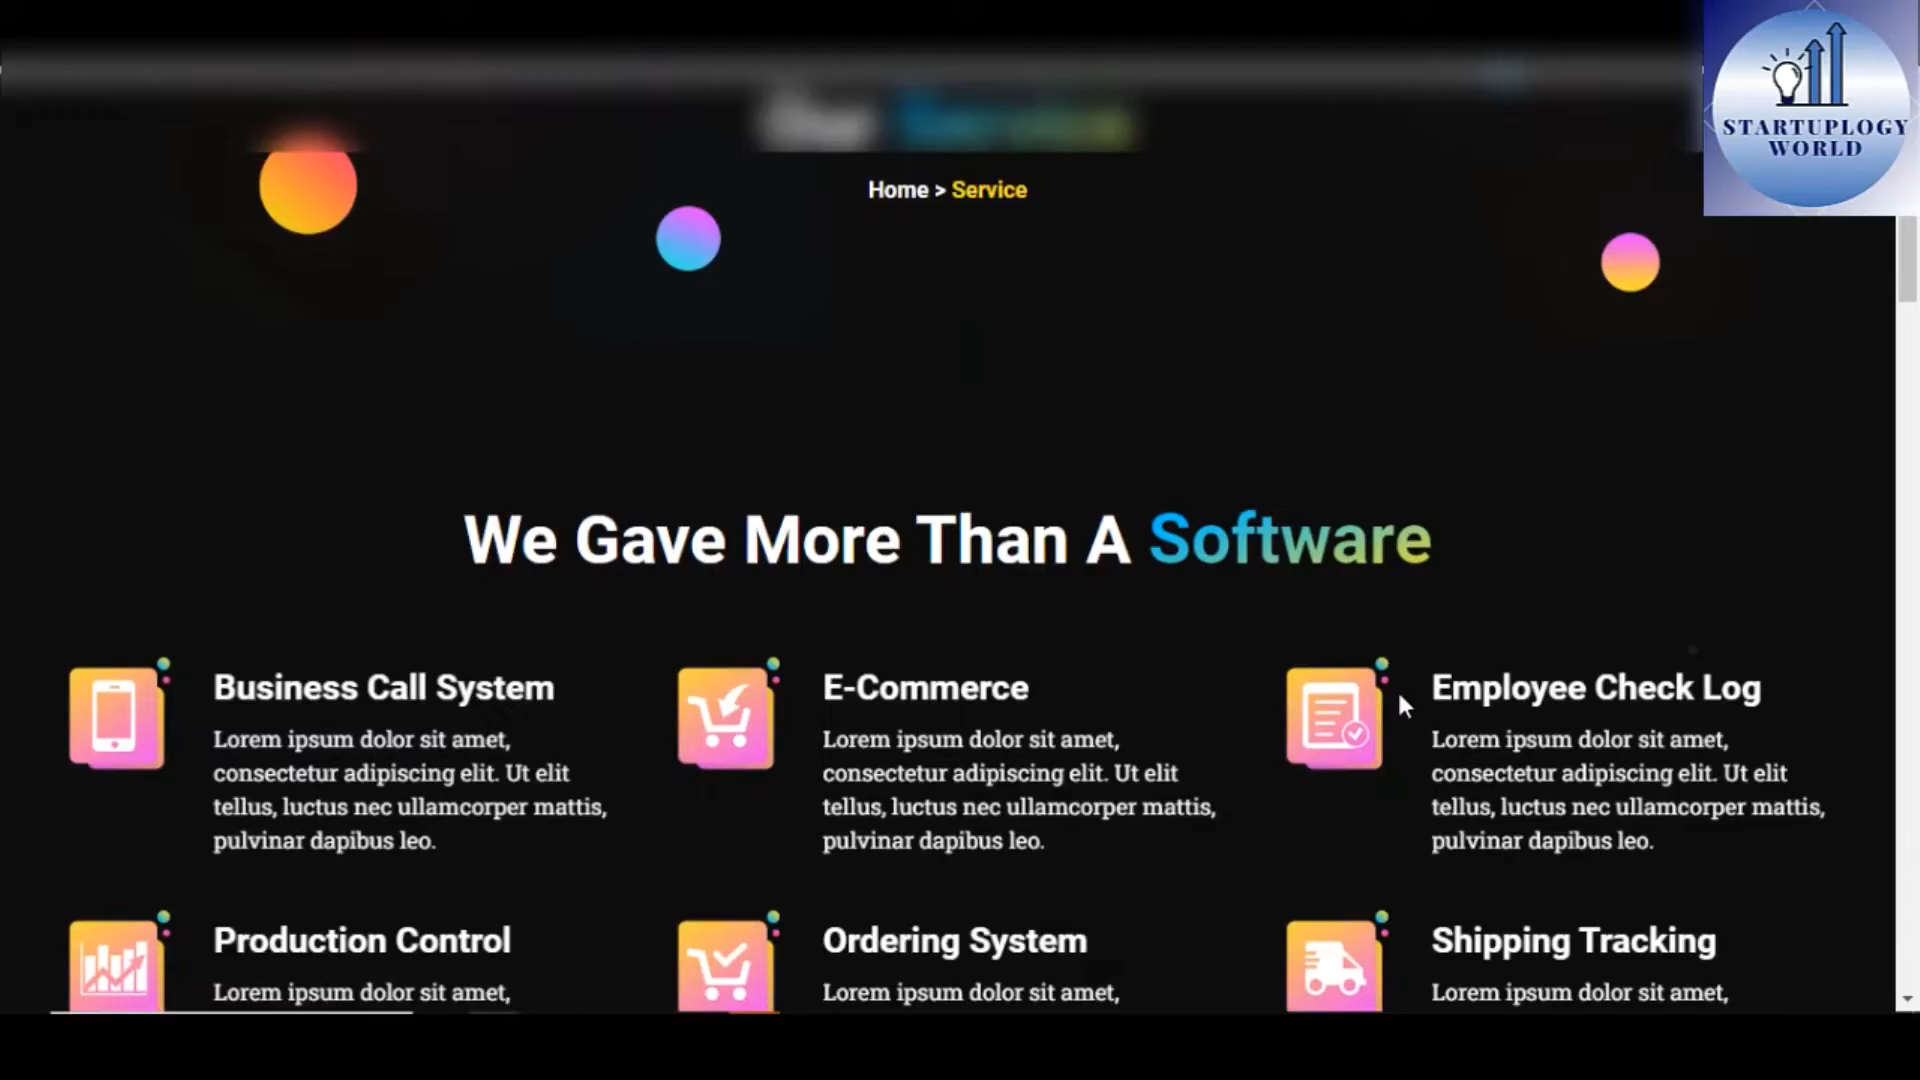 STARTUPLOGY
WORLD
Our Service
Home > Service
We Gave More Than A Software
Business Call System
Lorem ipsum dolor sit amet,
consectetur adipiscing elit. Ut elit
tellus, luctus nec ullamcorper mattis,
pulvinar dapibus leo.
E-Commerce
Lorem ipsum dolor sit amet,
consectetur adipiscing elit. Ut elit
tellus, luctus nec ullamcorper mattis,
pulvinar dapibus leo.
Employee Check Log
Lorem ipsum dolor sit amet,
consectetur adipiscing elit. Ut elit
tellus, luctus nec ullamcorper mattis,
pulvinar dapibus leo.
Production Control
Lorem ipsum dolor sit amet,
Ordering System
Lorem ipsum dolor sit amet,
Shipping Tracking
Lorem ipsum dolor sit amet,